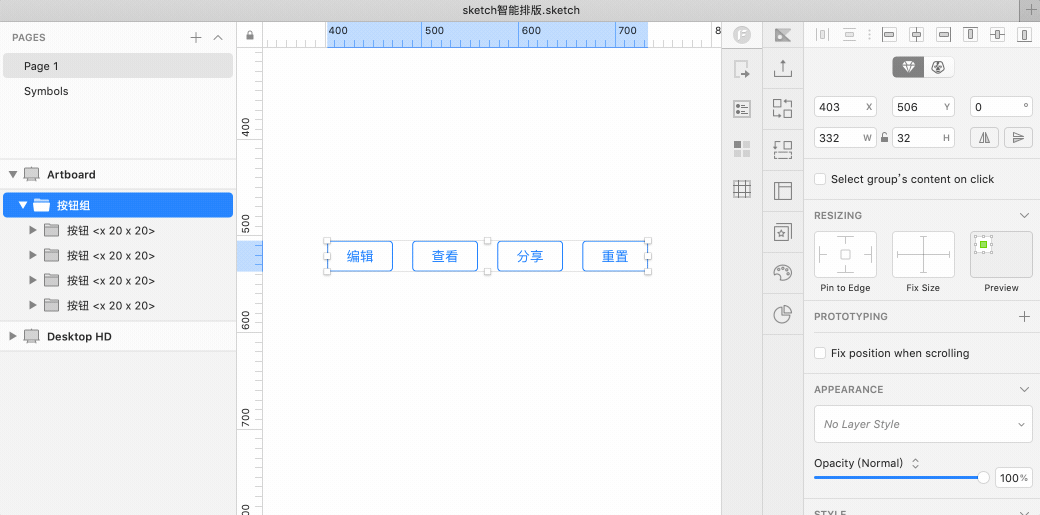 sketch智能排版.sketch
PAGES
Page 1
Symbols
Artboard
按钮组
按钮 <x 20 x 20>
按钮 <x 20 x 20>
按钮 <x 20 x 20>
按钮 <x 20 x 20>
Desktop HD
400 500 600 700 8
400
500
600
700
800
编辑 查看 分享 重置
403 X 506 Y 0 °
332 W 32 H
Select group's content on click
RESIZING
Pin to Edge Fix Size Preview
PROTOTYPING
Fix position when scrolling
APPEARANCE
No Layer Style
Opacity (Normal)
100%
STYLE